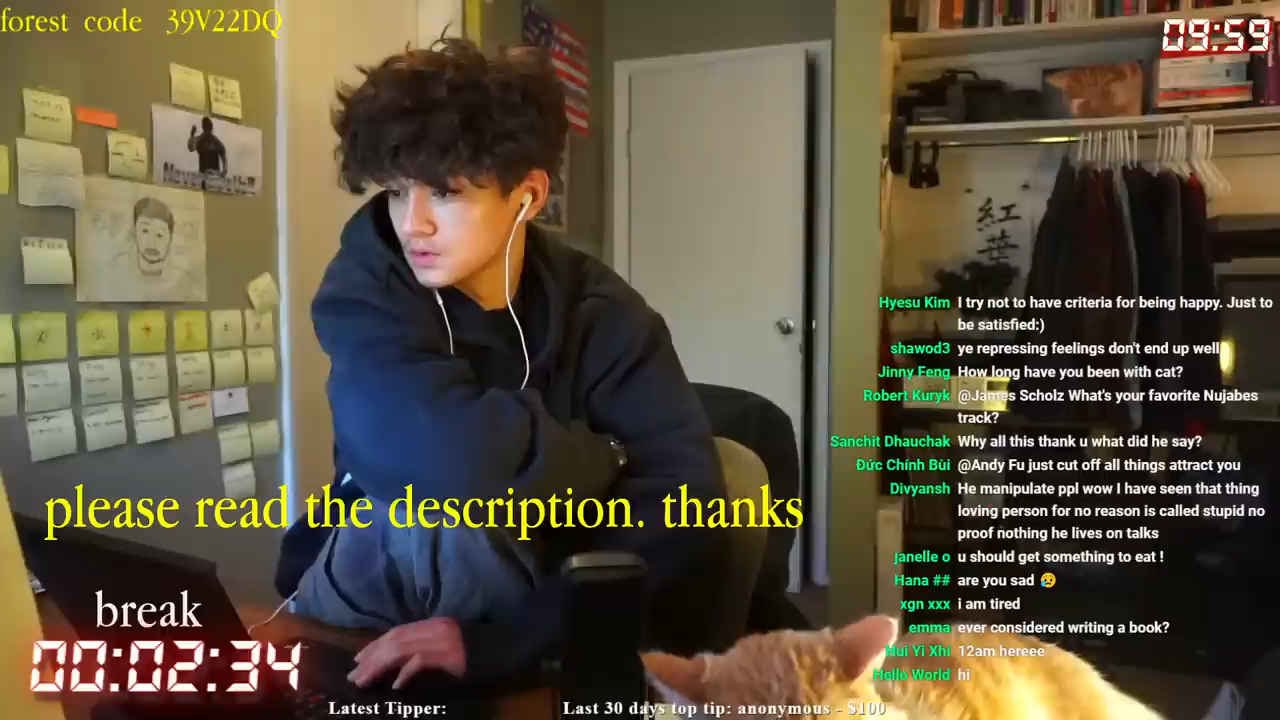 forest code 39V22DQ
09:59
紅
葉
Hyesu Kim I try not to have criteria for being happy. Just to
be satisfied:)
shawod3 ye repressing feelings don't end up well
Jinny Feng How long have you been with cat?
Robert Kuryk @James Scholz What's your favorite Nujabes
track?
Sanchit Dhauchak Why all this thank u what did he say?
Đức Chính Bùi @Andy Fu just cut off all things attract you
Divyansh He manipulate ppl wow I have seen that thing
loving person for no reason is called stupid no
proof nothing he lives on talks
janelle o u should get something to eat !
Hana ## are you sad 😥
xgn xxx i am tired
emma ever considered writing a book?
Hui Yi Xhi 12am hereee
Hello World hi
please read the description. thanks
break
00:02:34
Latest Tipper: Last 30 days top tip: anonymous - $100